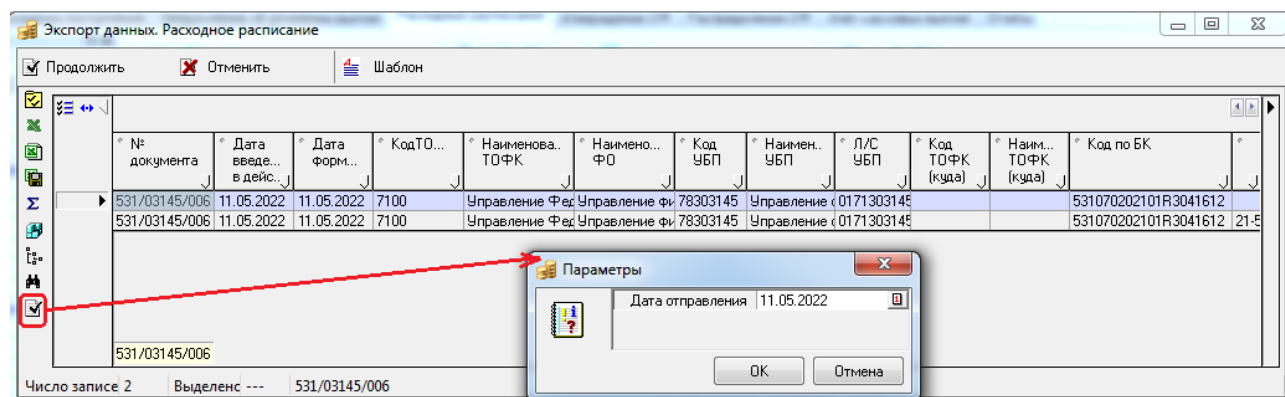 Экспорт данных. Расходное расписание
Продолжить Отменить Шаблон
№ документа Дата введе... в дейс... Дата форм... КодТО... Наименова.. ТОФК Наимено... ФО Код УБП Наимен.. УБП Л/С УБП Код ТОФК (куда) Наим... ТОФК (куда) Код по БК
531/03145/006 11.05.2022 11.05.2022 7100 Управление Фед Управление фи 78303145 Управление 0171303145 531070202101R3041612
531/03145/006 11.05.2022 11.05.2022 7100 Управление Фед Управление фи 78303145 Управление 0171303145 531070202101R3041612 21-5
Параметры
Дата отправления 11.05.2022
531/03145/006
OK Отмена
Число записе 2 Выделенс --- 531/03145/006